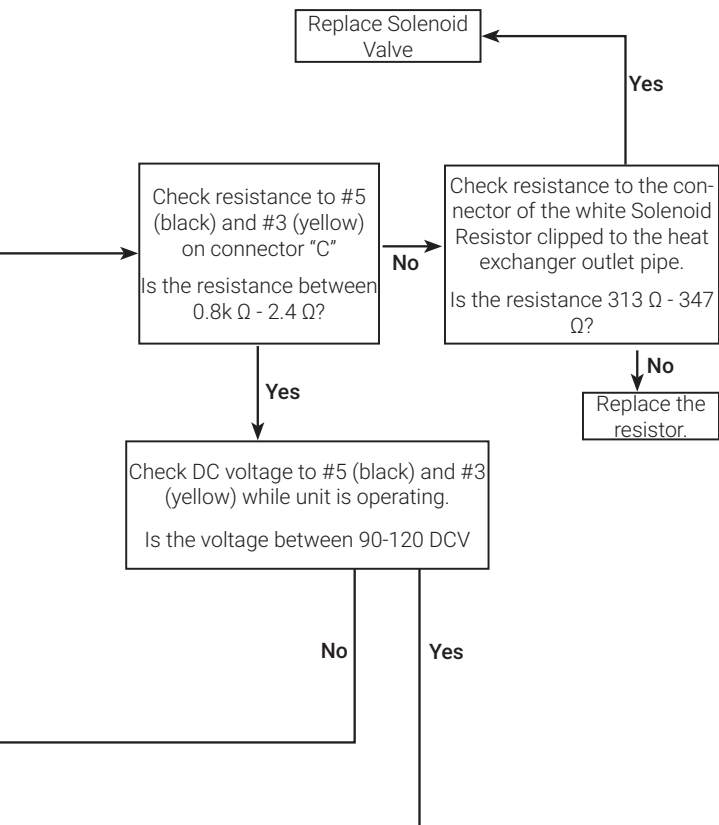 Replace Solenoid
Valve
Yes
Check resistance to #5
(black) and #3 (yellow)
on connector “C”
Is the resistance between
0.8k Ω - 2.4 Ω?
No
Check resistance to the con-
nector of the white Solenoid
Resistor clipped to the heat
exchanger outlet pipe.
Is the resistance 313 Ω - 347
Ω?
No
Replace the
resistor.
Yes
Check DC voltage to #5 (black) and #3
(yellow) while unit is operating.
Is the voltage between 90-120 DCV
No
Yes